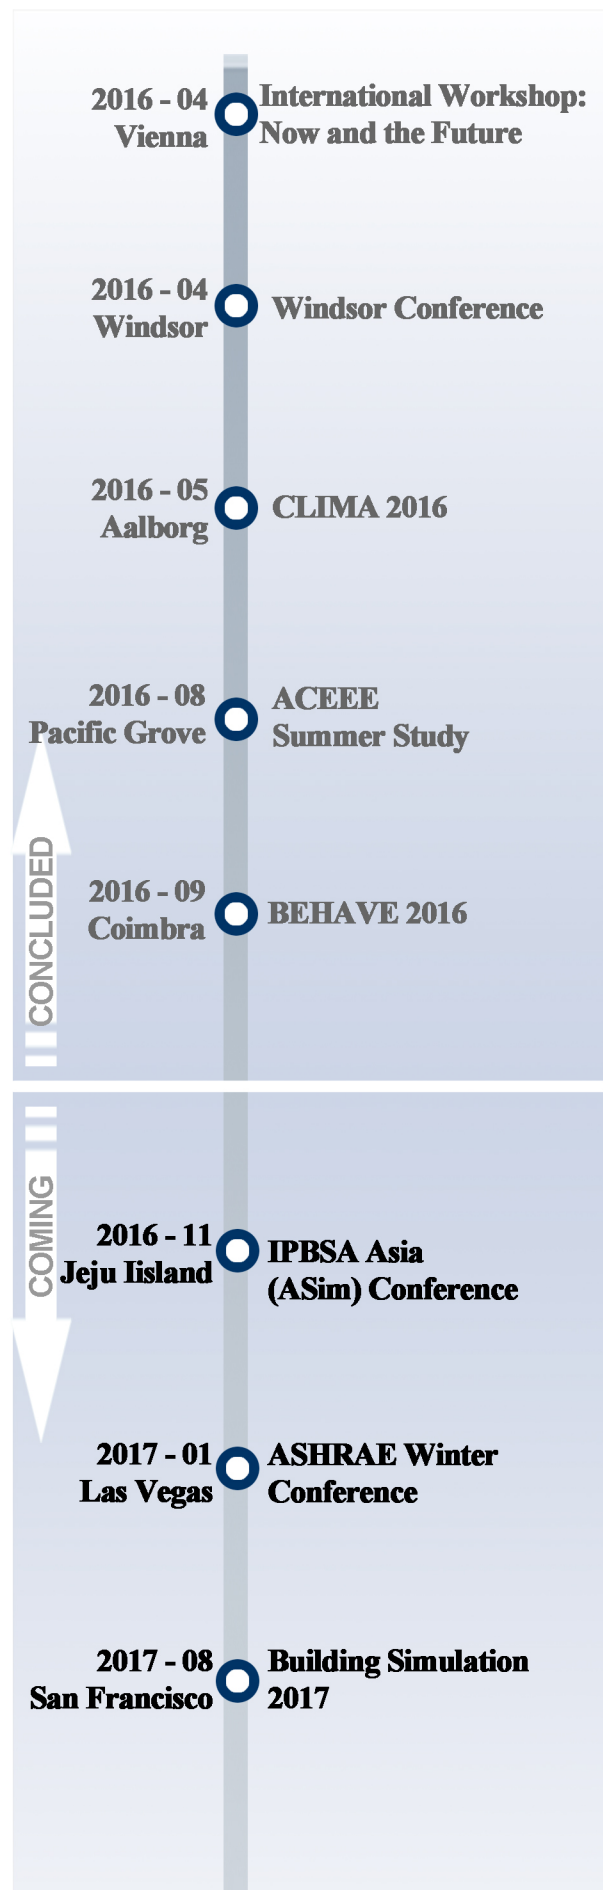 2016 - 04
Vienna
International Workshop:
Now and the Future
2016 - 04
Windsor
Windsor Conference
2016 - 05
Aalborg
CLIMA 2016
2016 - 08
Pacific Grove
ACEEE
Summer Study
CONCLUDED
2016 - 09
Coimbra
BEHAVE 2016
COMING
2016 - 11
Jeju Iisland
IPBSA Asia
(ASim) Conference
2017 - 01
Las Vegas
ASHRAE Winter
Conference
2017 - 08
San Francisco
Building Simulation
2017